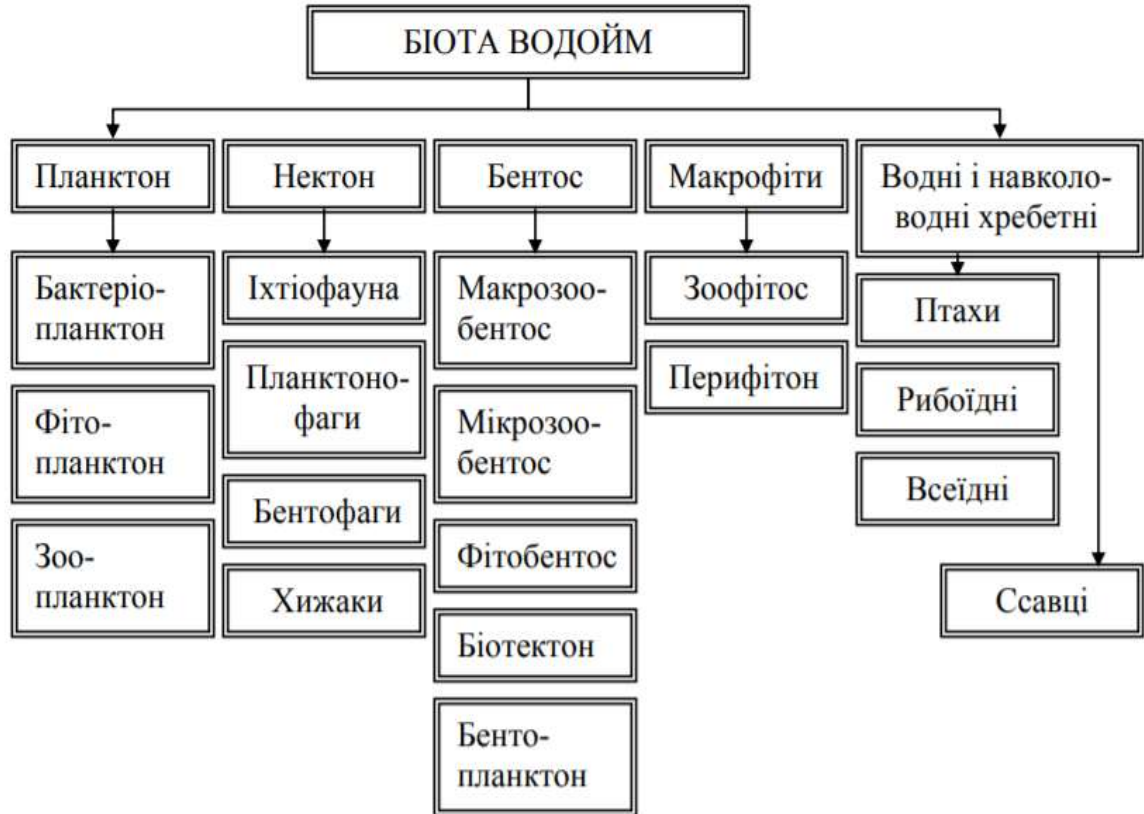 БІОТА ВОДОЙМ
Планктон
Нектон
Бентос
Макрофіти
Водні і навколо-
водні хребетні
Бактеріо-
планктон
Фіто-
планктон
Зоо-
планктон
Іхтіофауна
Планктоно-
фаги
Бентофаги
Хижаки
Макрозоо-
бентос
Мікрозоо-
бентос
Фітобентос
Біотектон
Бенто-
планктон
Зоофітос
Перифітон
Птахи
Рибоїдні
Всеїдні
Ссавці